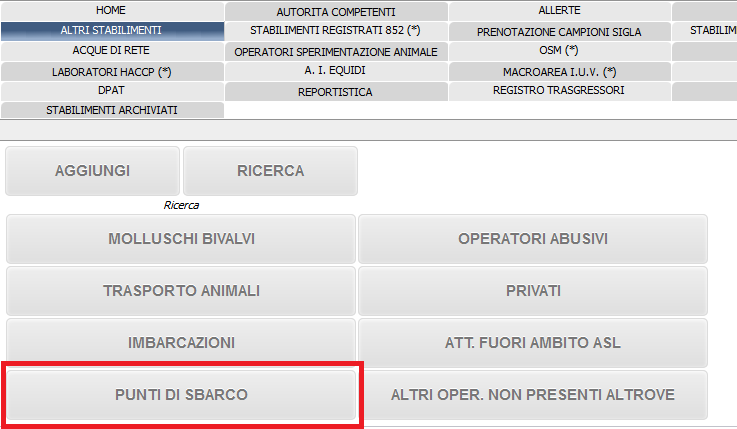 HOME AUTORITA COMPETENTI ALLERTE
ALTRI STABILIMENTI STABILIMENTI REGISTRATI 852 (*) PRENOTAZIONE CAMPIONI SIGLA STABILIM
ACQUE DI RETE OPERATORI SPERIMENTAZIONE ANIMALE OSM (*)
LABORATORI HACCP (*) A. I. EQUIDI MACROAREA I.U.V. (*)
DPAT REPORTISTICA REGISTRO TRASGRESSORI
STABILIMENTI ARCHIVIATI
AGGIUNGI RICERCA
Ricerca
MOLLUSCHI BIVALVI OPERATORI ABUSIVI
TRASPORTO ANIMALI PRIVATI
IMBARCAZIONI ATT. FUORI AMBITO ASL
PUNTI DI SBARCO ALTRI OPER. NON PRESENTI ALTROVE